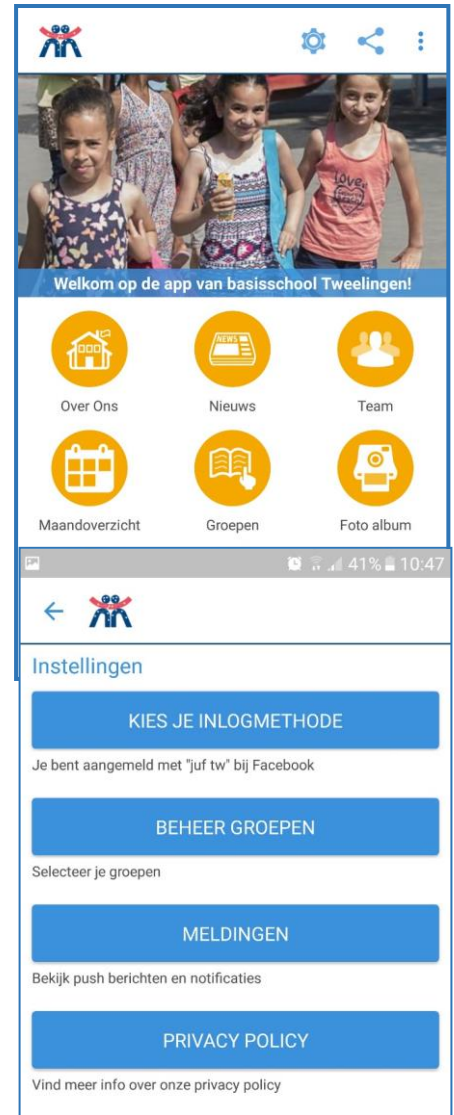 Welkom op de app van basisschool Tweelingen!
NEWS
Over Ons
Nieuws
Team
Maandoverzicht
Groepen
Foto album
41% 10:47
Instellingen
KIES JE INLOGMETHODE
Je bent aangemeld met "juf tw" bij Facebook
BEHEER GROEPEN
Selecteer je groepen
MELDINGEN
Bekijk push berichten en notificaties
PRIVACY POLICY
Vind meer info over onze privacy policy